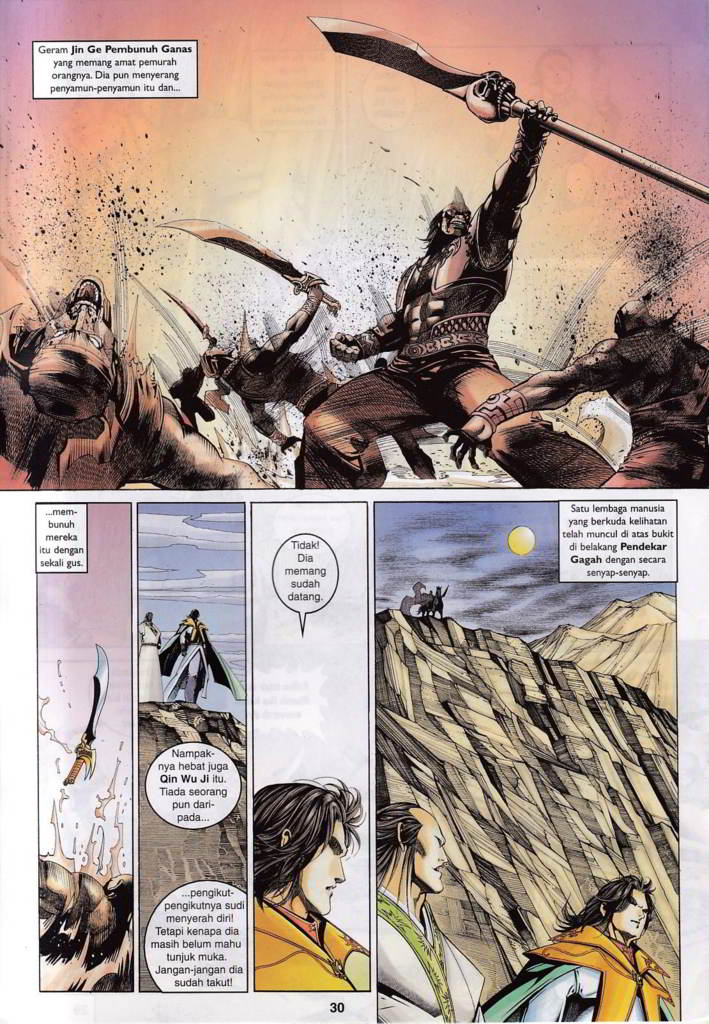 Geram Jin Ge Pembunuh Ganas
yang memang amat pemurah
orangnya. Dia pun menyerang
penyamun-penyamun itu dan...
...mem-
bunuh
mereka
itu dengan
sekali gus.
Nampak-
nya hebat juga
Qin Wu Ji itu.
Tiada seorang
pun dari-
pada...
...pengikut-
pengikutnya sudi
menyerah diri!
Tetapi kenapa dia
masih belum mahu
tunjuk muka.
Jangan-jangan dia
sudah takut!
Tidak!
Dia
memang
sudah
datang.
Satu lembaga manusia
yang berkuda kelihatan
telah muncul di atas bukit
di belakang Pendekar
Gagah dengan secara
senyap-senyap.
30